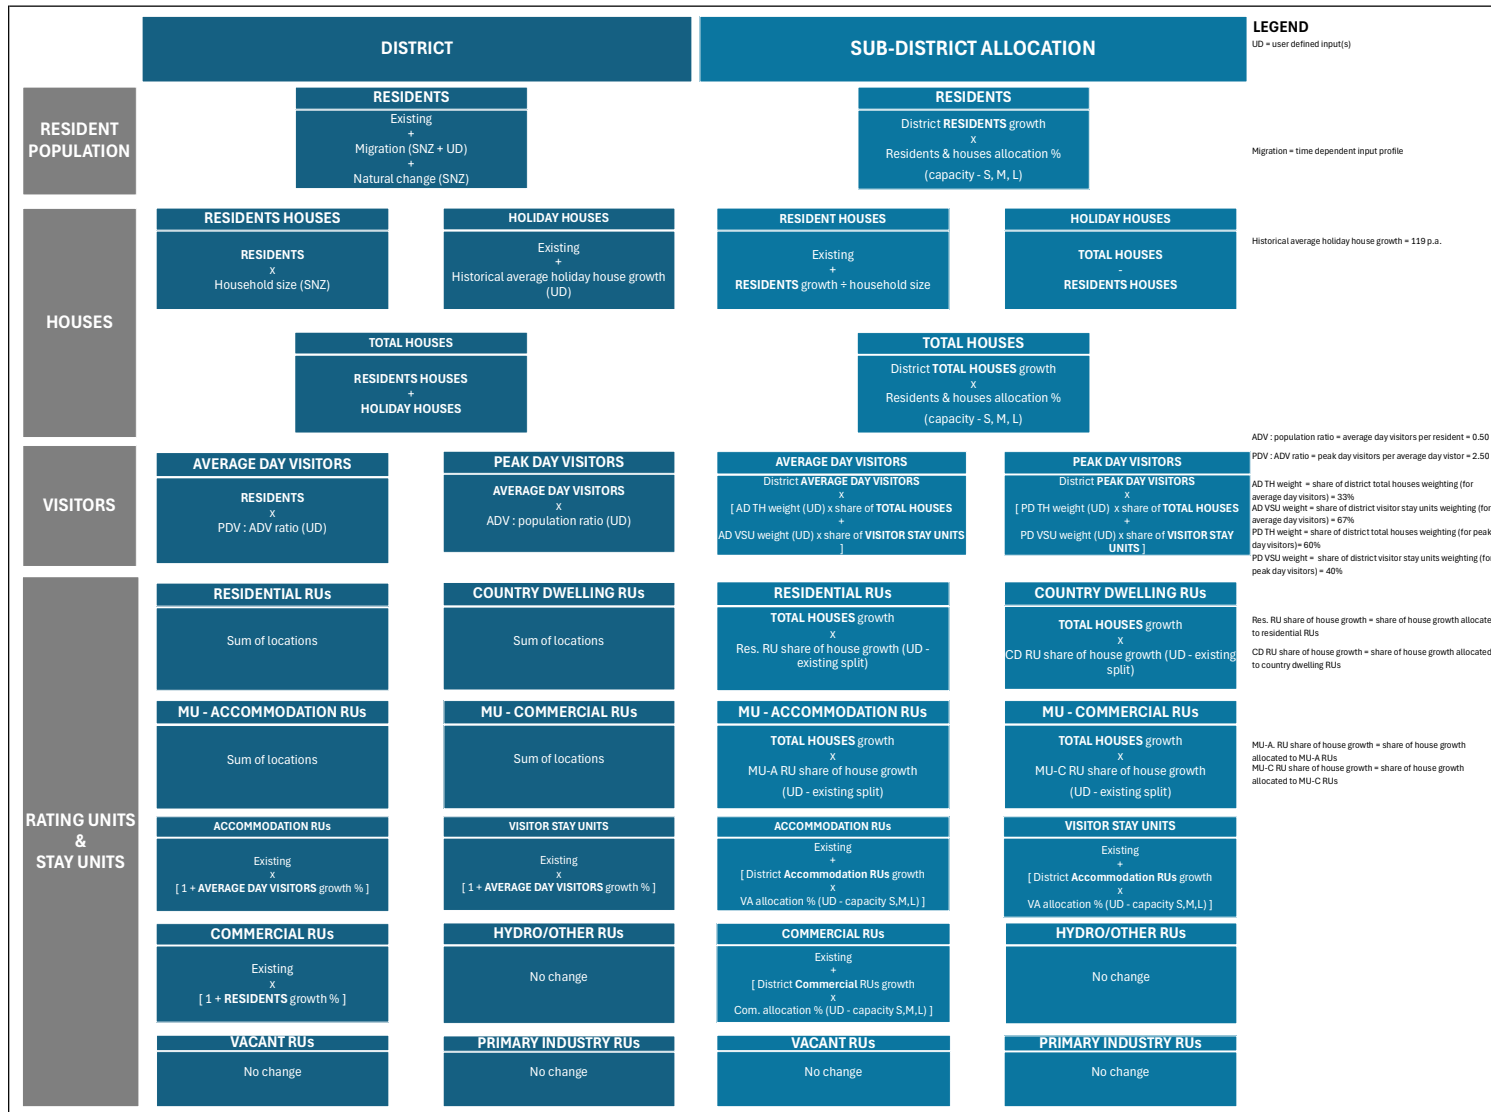 DISTRICT
SUB-DISTRICT ALLOCATION
LEGEND
UD = user defined input(s)
RESIDENT
POPULATION
RESIDENTS
Existing
+
Migration (SNZ + UD)
+
Natural change (SNZ)
RESIDENTS
District RESIDENTS growth
x
Residents & houses allocation %
(capacity - S, M, L)
Migration = time dependent input profile
HOUSES
RESIDENTS HOUSES
RESIDENTS
x
Household size (SNZ)
HOLIDAY HOUSES
Existing
+
Historical average holiday house growth
(UD)
RESIDENT HOUSES
Existing
+
RESIDENTS growth ÷ household size
HOLIDAY HOUSES
TOTAL HOUSES
-
RESIDENTS HOUSES
Historical average holiday house growth = 119 p.a.
TOTAL HOUSES
RESIDENTS HOUSES
+
HOLIDAY HOUSES
TOTAL HOUSES
District TOTAL HOUSES growth
x
Residents & houses allocation %
(capacity - S, M, L)
VISITORS
AVERAGE DAY VISITORS
RESIDENTS
x
PDV : ADV ratio (UD)
PEAK DAY VISITORS
AVERAGE DAY VISITORS
x
ADV : population ratio (UD)
AVERAGE DAY VISITORS
District AVERAGE DAY VISITORS
x
[ AD TH weight (UD) x share of TOTAL HOUSES
+
AD VSU weight (UD) x share of VISITOR STAY UNITS
]
PEAK DAY VISITORS
District PEAK DAY VISITORS
x
[ PD TH weight (UD) x share of TOTAL HOUSES
+
PD VSU weight (UD) x share of VISITOR STAY
UNITS ]
ADV : population ratio = average day visitors per resident = 0.50
PDV : ADV ratio = peak day visitors per average day vistor = 2.50
AD TH weight = share of district total houses weighting (for
average day visitors) = 33%
AD VSU weight = share of district visitor stay units weighting (for
average day visitors) = 67%
PD TH weight = share of district total houses weighting (for peak
day visitors)= 60%
PD VSU weight = share of district visitor stay units weighting (for
peak day visitors) = 40%
RATING UNITS
&
STAY UNITS
RESIDENTIAL RUs
Sum of locations
COUNTRY DWELLING RUs
Sum of locations
RESIDENTIAL RUs
TOTAL HOUSES growth
x
Res. RU share of house growth (UD -
existing split)
COUNTRY DWELLING RUs
TOTAL HOUSES growth
x
CD RU share of house growth (UD - existing
split)
Res. RU share of house growth = share of house growth allocate
to residential RUs
CD RU share of house growth = share of house growth allocated
to country dwelling RUs
MU - ACCOMMODATION RUs
Sum of locations
MU - COMMERCIAL RUs
Sum of locations
MU - ACCOMMODATION RUs
TOTAL HOUSES growth
x
MU-A RU share of house growth
(UD - existing split)
MU - COMMERCIAL RUs
TOTAL HOUSES growth
x
MU-C RU share of house growth
(UD - existing split)
MU-A. RU share of house growth = share of house growth
allocated to MU-A RUs
MU-C RU share of house growth = share of house growth
allocated to MU-C RUs
ACCOMMODATION RUs
Existing
x
[ 1 + AVERAGE DAY VISITORS growth % ]
VISITOR STAY UNITS
Existing
x
[ 1 + AVERAGE DAY VISITORS growth % ]
ACCOMMODATION RUs
Existing
+
[ District Accommodation RUs growth
x
VA allocation % (UD - capacity S,M,L) ]
VISITOR STAY UNITS
Existing
+
[ District Accommodation RUs growth
x
VA allocation % (UD - capacity S,M,L) ]
COMMERCIAL RUs
Existing
x
[ 1 + RESIDENTS growth % ]
HYDRO/OTHER RUs
No change
COMMERCIAL RUs
Existing
+
[ District Commercial RUs growth
x
Com. allocation % (UD - capacity S,M,L) ]
HYDRO/OTHER RUs
No change
VACANT RUs
No change
PRIMARY INDUSTRY RUs
No change
VACANT RUs
No change
PRIMARY INDUSTRY RUs
No change